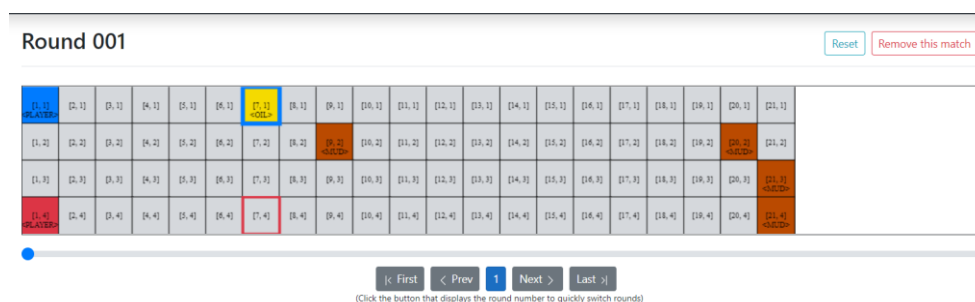 Round 001
Reset Remove this match
[1, 1] [2, 1] [3, 1] [4, 1] [5, 1] [6, 1] [7, 1] [8, 1] [9, 1] [10, 1] [11, 1] [12, 1] [13, 1] [14, 1] [15, 1] [16, 1] [17, 1] [18, 1] [19, 1] [20, 1] [21, 1]
<PLAYER> <OIL>
[1, 2] [2, 2] [3, 2] [4, 2] [5, 2] [6, 2] [7, 2] [8, 2] [9, 2] [10, 2] [11, 2] [12, 2] [13, 2] [14, 2] [15, 2] [16, 2] [17, 2] [18, 2] [19, 2] [20, 2] [21, 2]
<MUD> <MUD>
[1, 3] [2, 3] [3, 3] [4, 3] [5, 3] [6, 3] [7, 3] [8, 3] [9, 3] [10, 3] [11, 3] [12, 3] [13, 3] [14, 3] [15, 3] [16, 3] [17, 3] [18, 3] [19, 3] [20, 3] [21, 3]
<MUD>
[1, 4] [2, 4] [3, 4] [4, 4] [5, 4] [6, 4] [7, 4] [8, 4] [9, 4] [10, 4] [11, 4] [12, 4] [13, 4] [14, 4] [15, 4] [16, 4] [17, 4] [18, 4] [19, 4] [20, 4] [21, 4]
<PLAYER> <MUD>
|< First < Prev 1 Next > Last >|
(Click the button that displays the round number to quickly switch rounds)